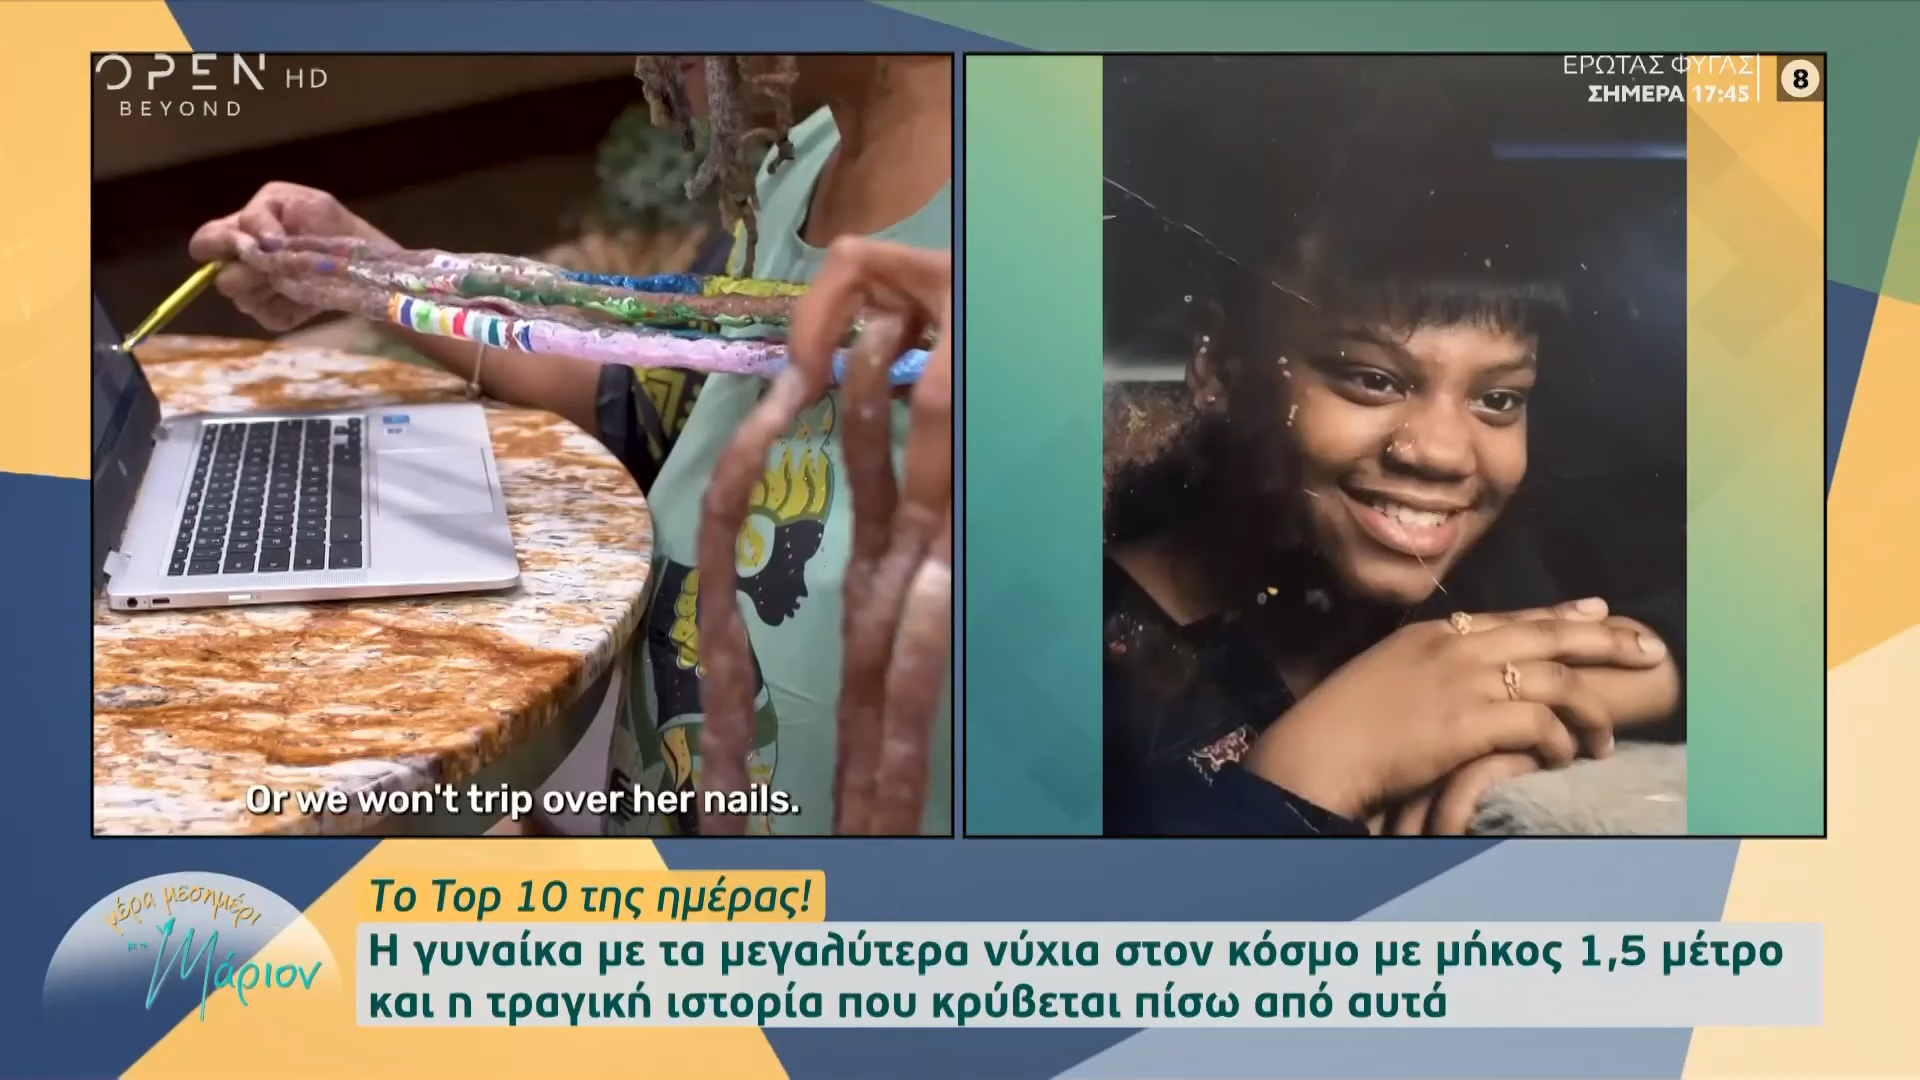 OPEN HD
BEYOND
ΕΡΩΤΑΣ ΦΥΓΑΣ
ΣΗΜΕΡΑ 17:45
8
Or we won't trip over her nails.
μέρα μεσημέρι
με τη
Μάριον
Το Top 10 της ημέρας!
Η γυναίκα με τα μεγαλύτερα νύχια στον κόσμο με μήκος 1,5 μέτρο
και η τραγική ιστορία που κρύβεται πίσω από αυτά